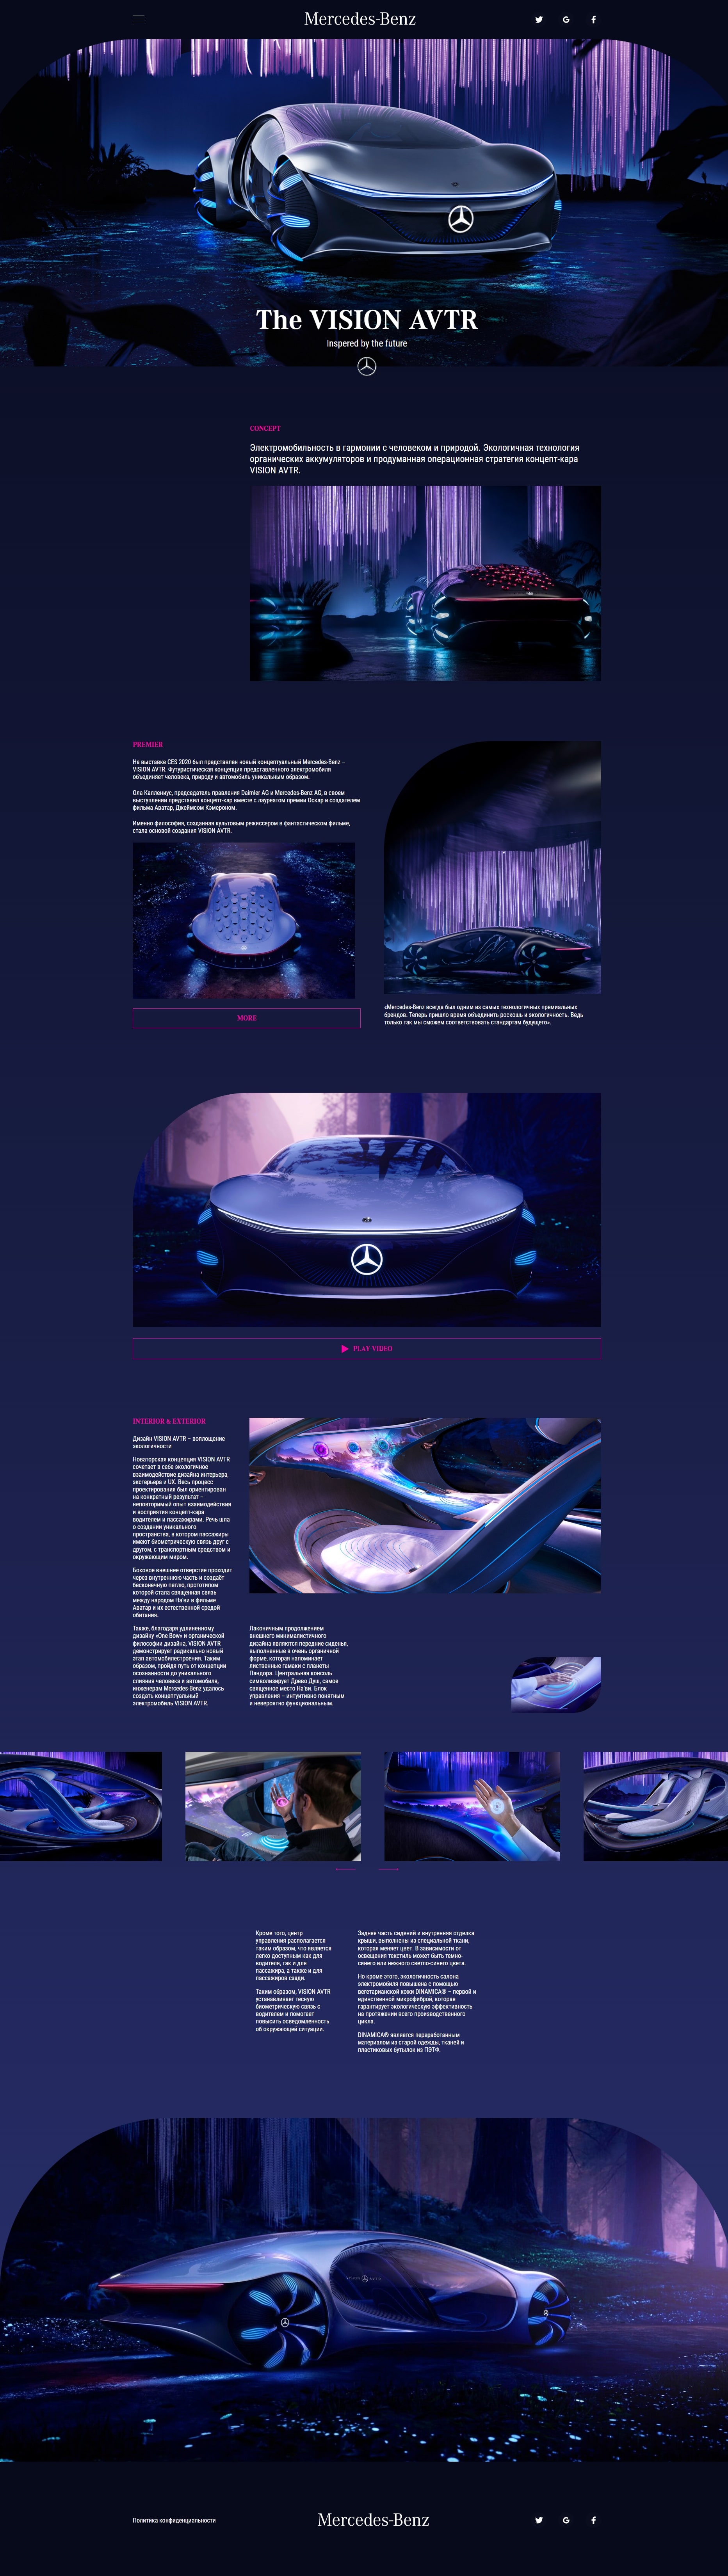 Mercedes-Benz
The VISION AVTR
Inspered by the future
CONCEPT
Электромобильность в гармонии с человеком и природой. Экологичная технология
органических аккумуляторов и продуманная операционная стратегия концепт-кара
VISION AVTR.
PREMIER
На выставке CES 2020 был представлен новый концептуальный Mercedes-Benz –
VISION AVTR. Футуристическая концепция представленного электромобиля
объединяет человека, природу и автомобиль уникальным образом.
Ола Каллениус, председатель правления Daimler AG и Mercedes-Benz AG, в своем
выступлении представил концепт-кар вместе с лауреатом премии Оскар и создателем
фильма Аватар, Джеймсом Кэмероном.
Именно философия, созданная культовым режиссером в фантастическом фильме,
стала основой создания VISION AVTR.
MORE
«Mercedes-Benz всегда был одним из самых технологичных премиальных
брендов. Теперь пришло время объединить роскошь и экологичность. Ведь
только так мы сможем соответствовать стандартам будущего».
PLAY VIDEO
INTERIOR & EXTERIOR
Дизайн VISION AVTR – воплощение
экологичности
Новаторская концепция VISION AVTR
сочетает в себе экологичное
взаимодействие дизайна интерьера,
экстерьера и UX. Весь процесс
проектирования был ориентирован
на конкретный результат –
неповторимый опыт взаимодействия
и восприятия концепт-кара
водителем и пассажирами. Речь шла
о создании уникального
пространства, в котором пассажиры
имеют биометрическую связь друг с
другом, с транспортным средством и
окружающим миром.
Боковое внешнее отверстие проходит
через внутреннюю часть и создаёт
бесконечную петлю, прототипом
которой стала священная связь
между народом На'ви в фильме
Аватар и их естественной средой
обитания.
Также, благодаря удлиненному
дизайну «One Bow» и органической
философии дизайна, VISION AVTR
демонстрирует радикально новый
этап автомобилестроения. Таким
образом, пройдя путь от концепции
осознанности до уникального
слияния человека и автомобиля,
инженерам Mercedes-Benz удалось
создать концептуальный
электромобиль VISION AVTR.
Лаконичным продолжением
внешнего минималистичного
дизайна являются передние сиденья,
выполненные в очень органичной
форме, которая напоминает
лиственные гамаки с планеты
Пандора. Центральная консоль
символизирует Древо Душ, самое
священное место На'ви. Блок
управления – интуитивно понятным
и невероятно функциональным.
Кроме того, центр
управления располагается
таким образом, что является
легко доступным как для
водителя, так и для
пассажира, а также и для
пассажиров сзади.
Таким образом, VISION AVTR
устанавливает тесную
биометрическую связь с
водителем и помогает
повысить осведомленность
об окружающей ситуации.
Задняя часть сидений и внутренняя отделка
крыши, выполнены из специальной ткани,
которая меняет цвет. В зависимости от
освещения текстиль может быть темно-
синего или нежного светло-синего цвета.
Но кроме этого, экологичность салона
электромобиля повышена с помощью
вегетарианской кожи DINAMICA® – первой и
единственной микрофиброй, которая
гарантирует экологическую эффективность
на протяжении всего производственного
цикла.
DINAMICA® является переработанным
материалом из старой одежды, тканей и
пластиковых бутылок из ПЭТФ.
VISION AVTR
Политика конфиденциальности
Mercedes-Benz